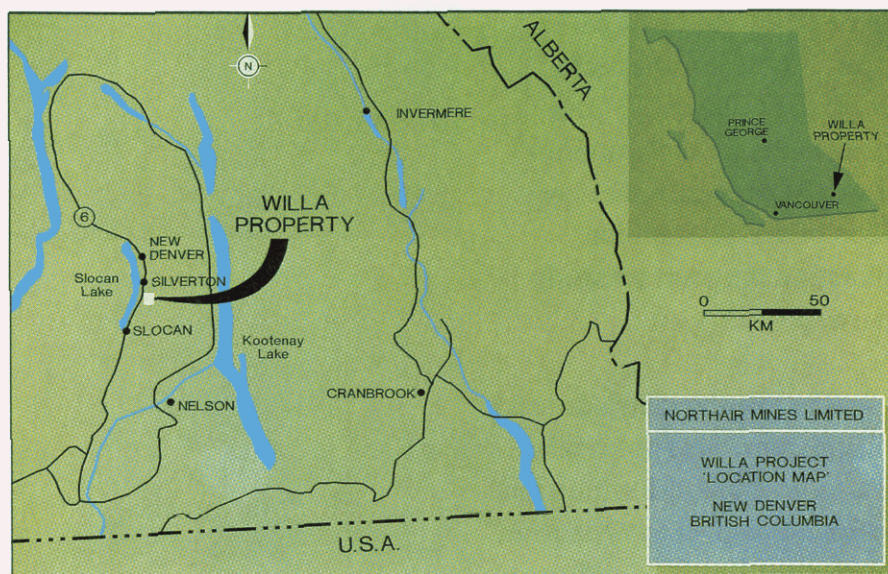 N
ALBERTA
INVERMERE
PRINCE
GEORGE
WILLA
PROPERTY
VANCOUVER
WILLA
PROPERTY
6
NEW
DENVER
Slocan
Lake
SILVERTON
SLOCAN
Kootenay
Lake
NELSON
CRANBROOK
0 50
KM
U.S.A.
NORTHAIR MINES LIMITED
WILLA PROJECT
'LOCATION MAP'
NEW DENVER
BRITISH COLUMBIA